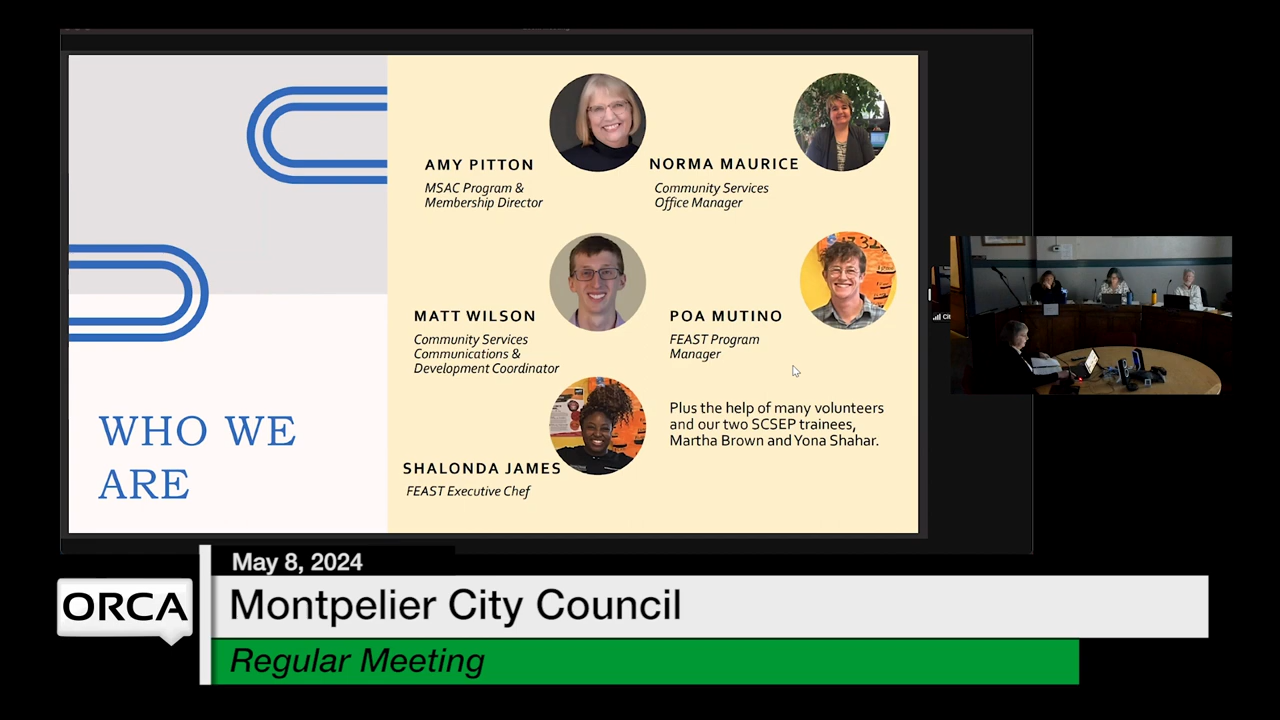 AMY PITTON
MSAC Program &
Membership Director
NORMA MAURICE
Community Services
Office Manager
MATT WILSON
Community Services
Communications &
Development Coordinator
POA MUTINO
FEAST Program
Manager
SHALONDA JAMES
FEAST Executive Chef
Plus the help of many volunteers
and our two SCSEP trainees,
Martha Brown and Yona Shahar.
WHO WE
ARE
May 8, 2024
ORCA
Montpelier City Council
Regular Meeting